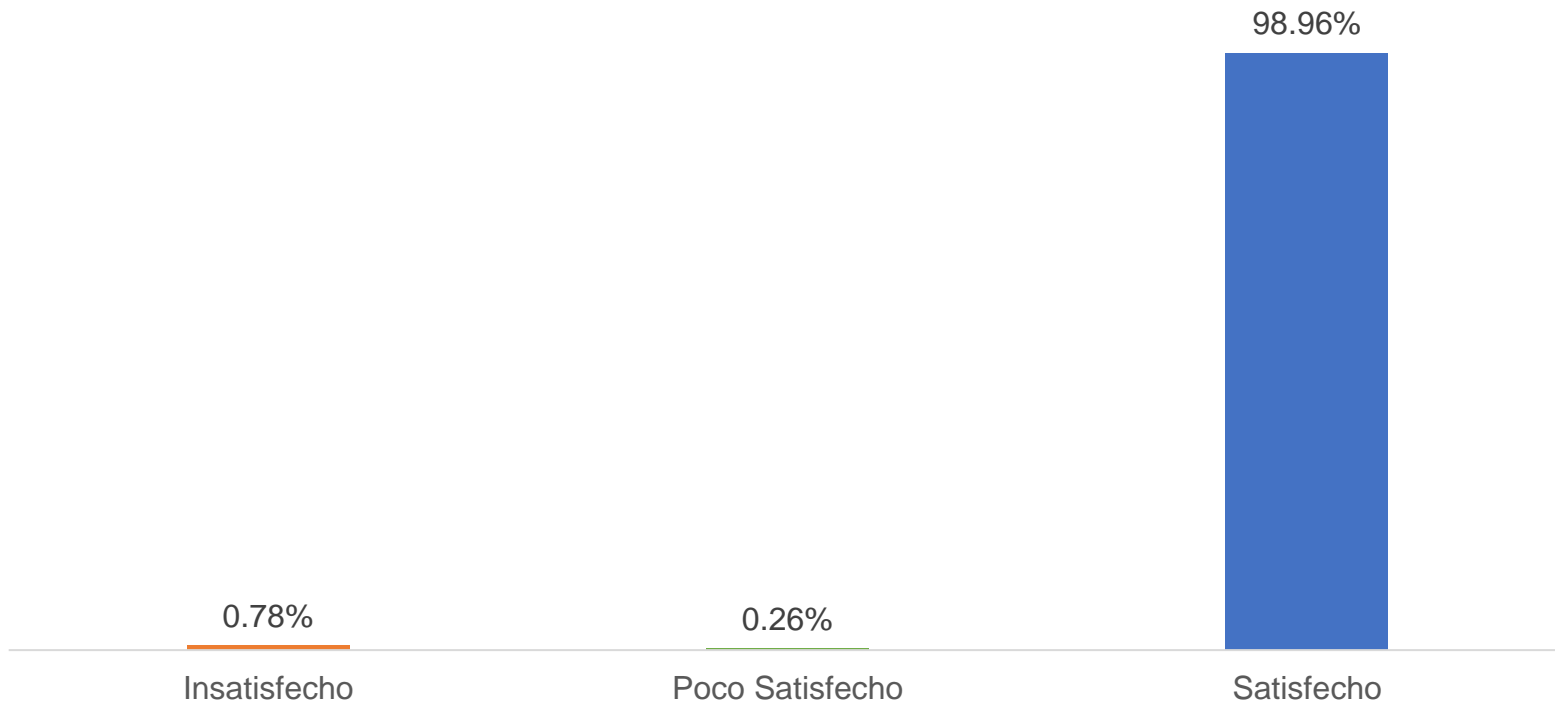 98.96%
0.78%
0.26%
Insatisfecho
Poco Satisfecho
Satisfecho